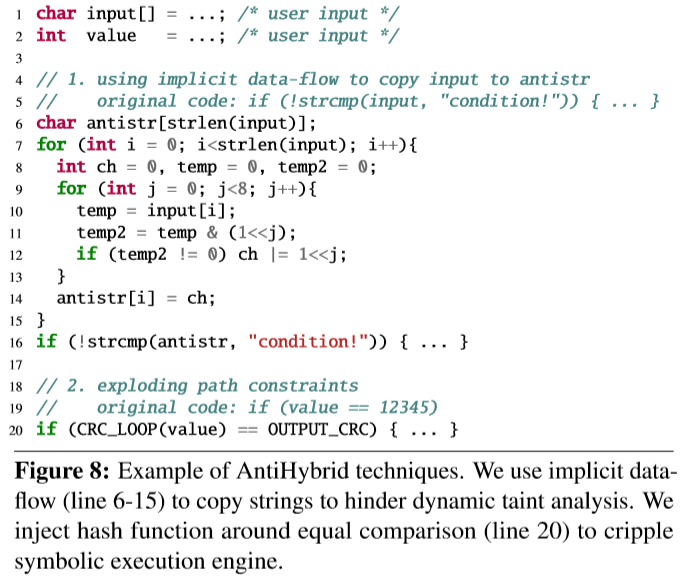 1 char input[] = ...; /* user input */
2 int value = ...; /* user input */
3
4 // 1. using implicit data-flow to copy input to antistr
5 // original code: if (!strcmp(input, "condition!")) { ... }
6 char antistr[strlen(input)];
7 for (int i = 0; i<strlen(input); i++){
8 int ch = 0, temp = 0, temp2 = 0;
9 for (int j = 0; j<8; j++){
10 temp = input[i];
11 temp2 = temp & (1<<j);
12 if (temp2 != 0) ch |= 1<<j;
13 }
14 antistr[i] = ch;
15 }
16 if (!strcmp(antistr, "condition!")) { ... }
17
18 // 2. exploding path constraints
19 // original code: if (value == 12345)
20 if (CRC_LOOP(value) == OUTPUT_CRC) { ... }
Figure 8: Example of AntiHybrid techniques. We use implicit data-
flow (line 6-15) to copy strings to hinder dynamic taint analysis. We
inject hash function around equal comparison (line 20) to cripple
symbolic execution engine.